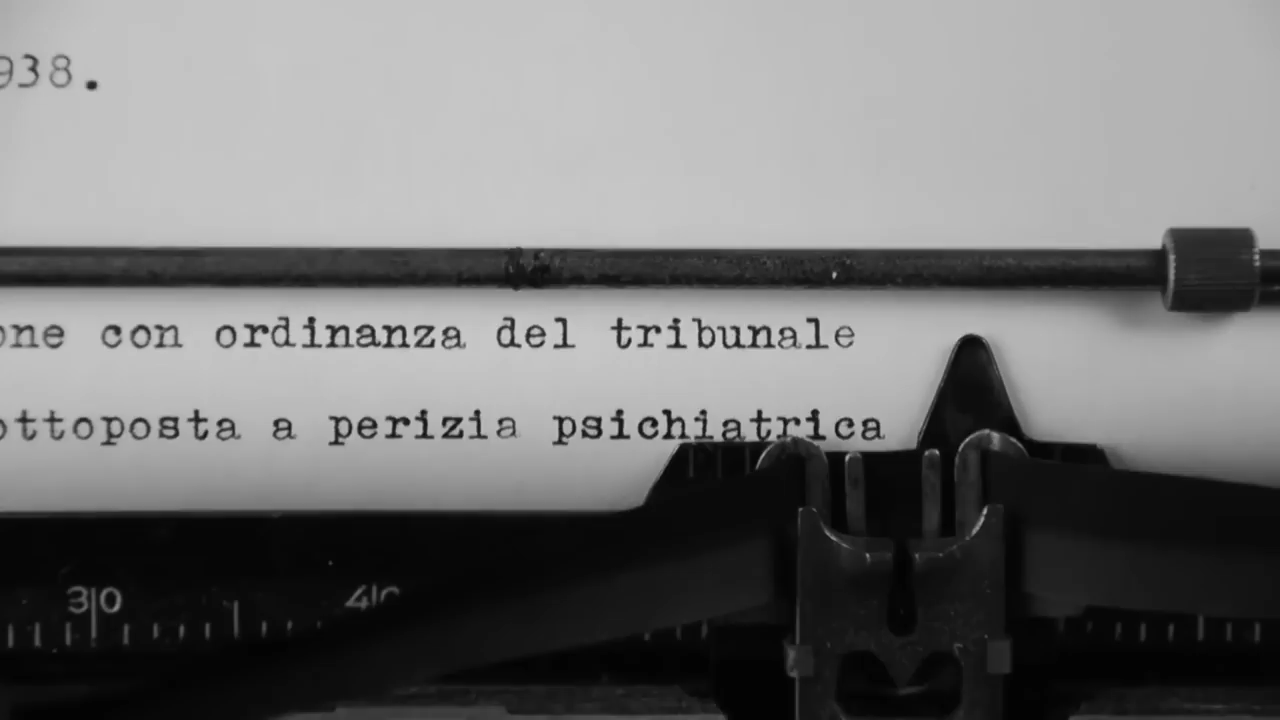 938.
one con ordinanza del tribunale
ottoposta a perizia psichiatrica
30 40